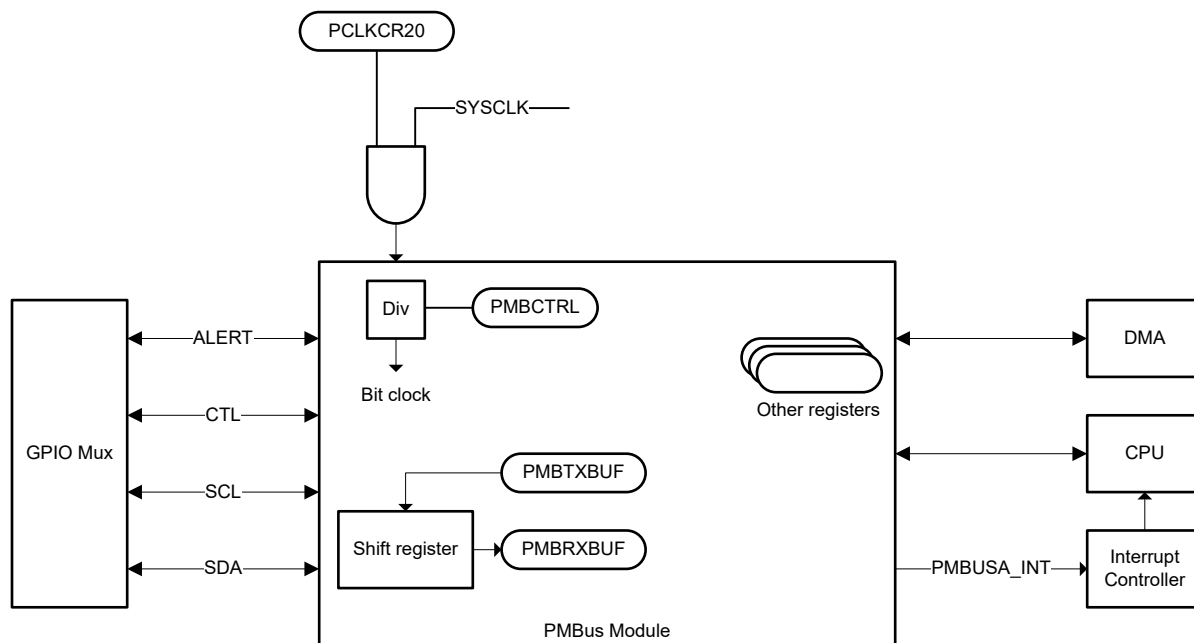 PCLKCR20
SYSCLK
Div
PMBCTRL
Bit clock
Other registers
GPIO Mux
ALERT
CTL
SCL
SDA
PMBTXBUF
Shift register
PMBRXBUF
PMBus Module
DMA
CPU
PMBUSA_INT
Interrupt
Controller